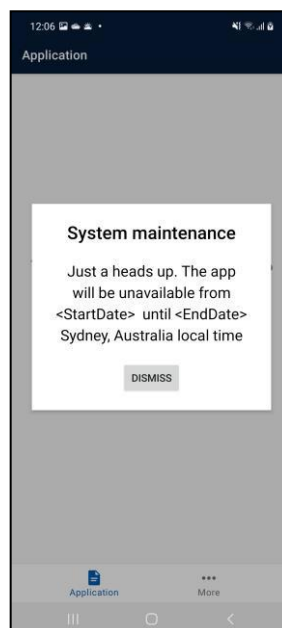 12:06
Application
System maintenance
Just a heads up. The app
will be unavailable from
<StartDate> until <EndDate>
Sydney, Australia local time
DISMISS
Application
More